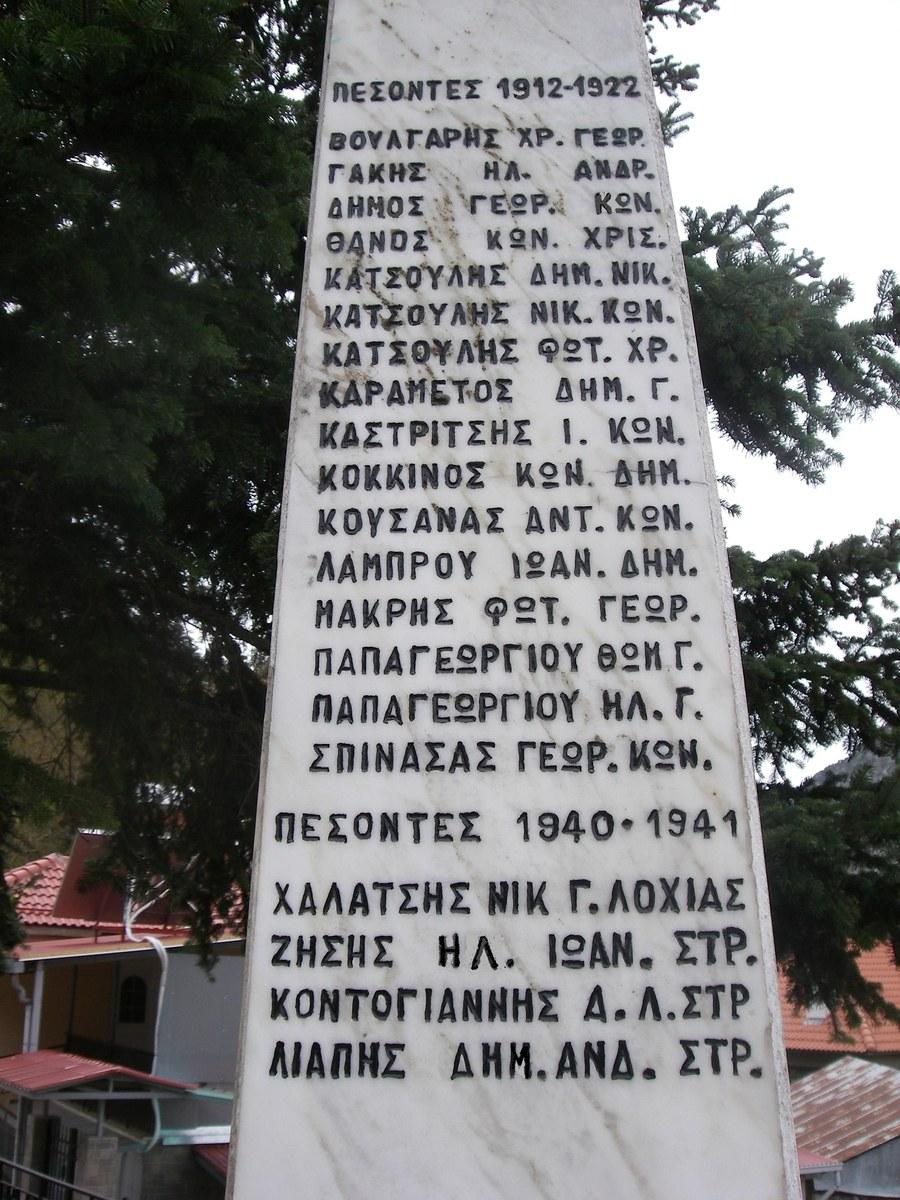 ΠΕΣΟΝΤΕΣ 1912-1922
ΒΟΥΛΓΑΡΗΣ ΧΡ. ΓΕΩΡ.
ΓΑΚΗΣ ΗΛ. ΑΝΔΡ.
ΔΗΜΟΣ ΓΕΩΡ. ΚΩΝ.
ΘΑΝΟΣ ΚΩΝ. ΧΡΙΣ.
ΚΑΤΣΟΥΛΗΣ ΔΗΜ. ΝΙΚ.
ΚΑΤΣΟΥΛΗΣ ΝΙΚ. ΚΩΝ.
ΚΑΤΣΟΥΛΗΣ ΦΩΤ. ΧΡ.
ΚΑΡΑΜΕΤΟΣ ΔΗΜ. Γ.
ΚΑΣΤΡΙΤΣΗΣ Ι. ΚΩΝ.
ΚΟΚΚΙΝΟΣ ΚΩΝ. ΔΗΜ.
ΚΟΥΣΑΝΑΣ ΑΝΤ. ΚΩΝ.
ΛΑΜΠΡΟΥ ΙΩΑΝ. ΔΗΜ.
ΜΑΚΡΗΣ ΦΩΤ. ΓΕΩΡ.
ΠΑΠΑΓΕΩΡΓΙΟΥ ΘΩΜ Γ.
ΠΑΠΑΓΕΩΡΓΙΟΥ ΗΛ. Γ.
ΣΠΙΝΑΣΑΣ ΓΕΩΡ. ΚΩΝ.
ΠΕΣΟΝΤΕΣ 1940·1941
ΧΑΛΑΤΣΗΣ ΝΙΚ Γ. ΛΟΧΙΑΣ
ΖΗΣΗΣ ΗΛ. ΙΩΑΝ. ΣΤΡ.
ΚΟΝΤΟΓΙΑΝΝΗΣ Δ. Λ. ΣΤΡ
ΛΙΑΠΗΣ ΔΗΜ. ΑΝΔ. ΣΤΡ.